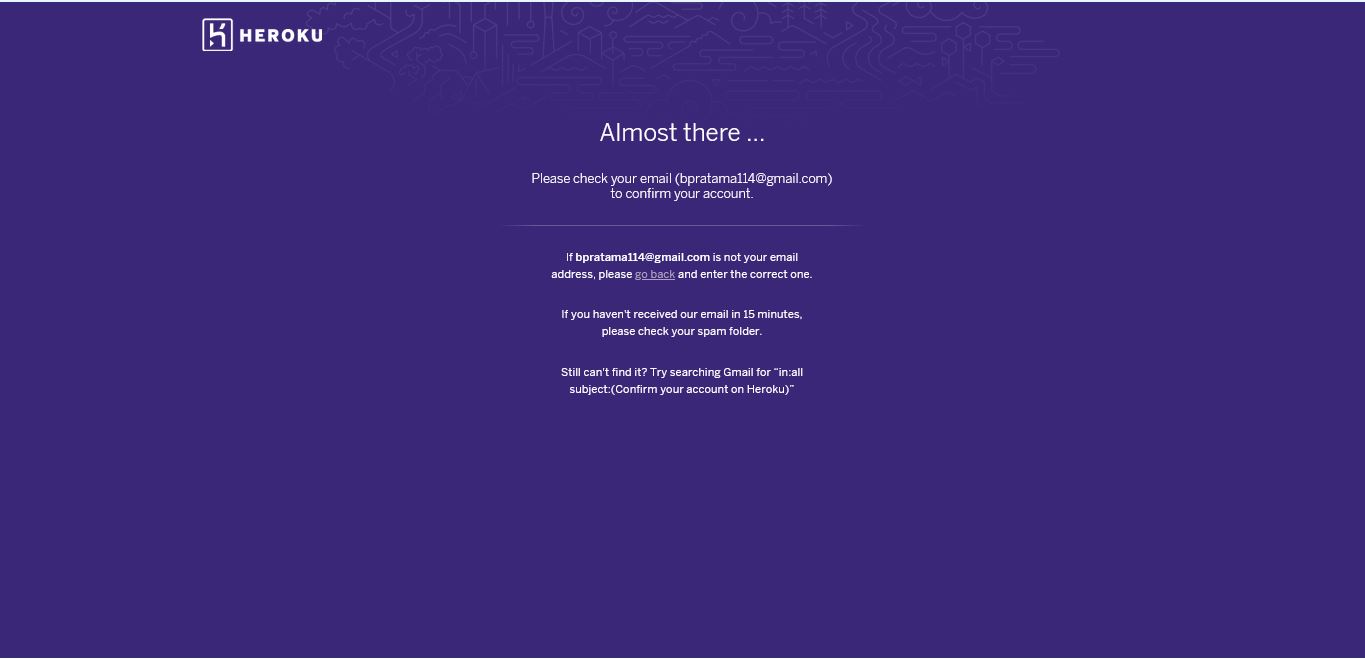 HEROKU
Almost there ...
Please check your email (bpratama114@gmail.com)
to confirm your account.
If bpratama114@gmail.com is not your email
address, please go back and enter the correct one.
If you haven't received our email in 15 minutes,
please check your spam folder.
Still can't find it? Try searching Gmail for “in:all
subject:(Confirm your account on Heroku)”